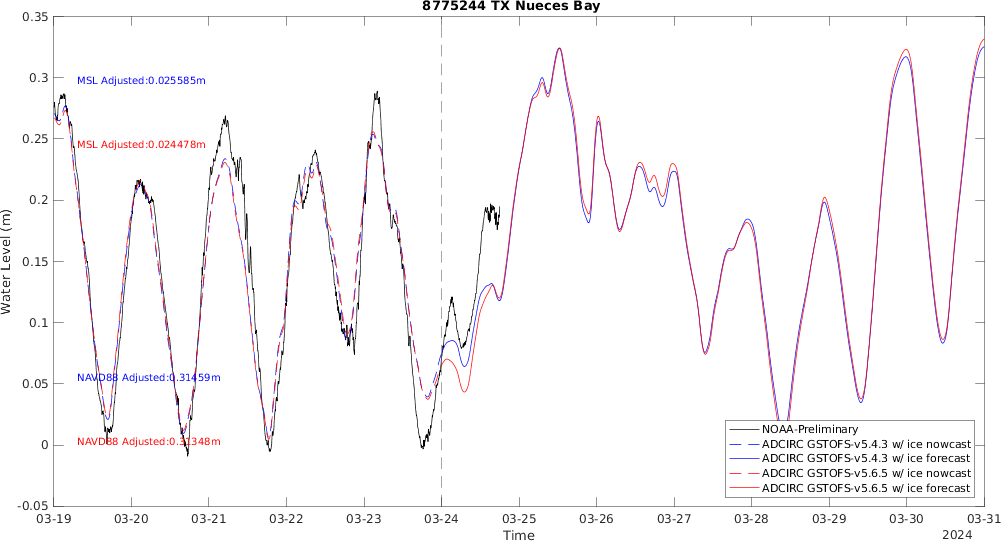 8775244 TX Nueces Bay
0.35
0.3
0.25
0.2
0.15
0.1
0.05
0
-0.05
Water Level (m)
MSL Adjusted:0.025585m
MSL Adjusted:0.024478m
NAVD88 Adjusted:0.31459m
NAVD88 Adjusted:0.31348m
NOAA-Preliminary
ADCIRC GSTOFS-v5.4.3 w/ ice nowcast
ADCIRC GSTOFS-v5.4.3 w/ ice forecast
ADCIRC GSTOFS-v5.6.5 w/ ice nowcast
ADCIRC GSTOFS-v5.6.5 w/ ice forecast
03-19 03-20 03-21 03-22 03-23 03-24 03-25 03-26 03-27 03-28 03-29 03-30 03-31
Time
2024